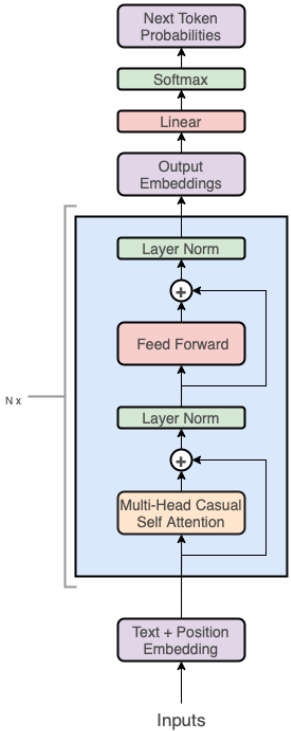 Next Token
Probabilities
Softmax
Linear
Output
Embeddings
Layer Norm
+
Feed Forward
N x
Layer Norm
+
Multi-Head Casual
Self Attention
Text + Position
Embedding
Inputs